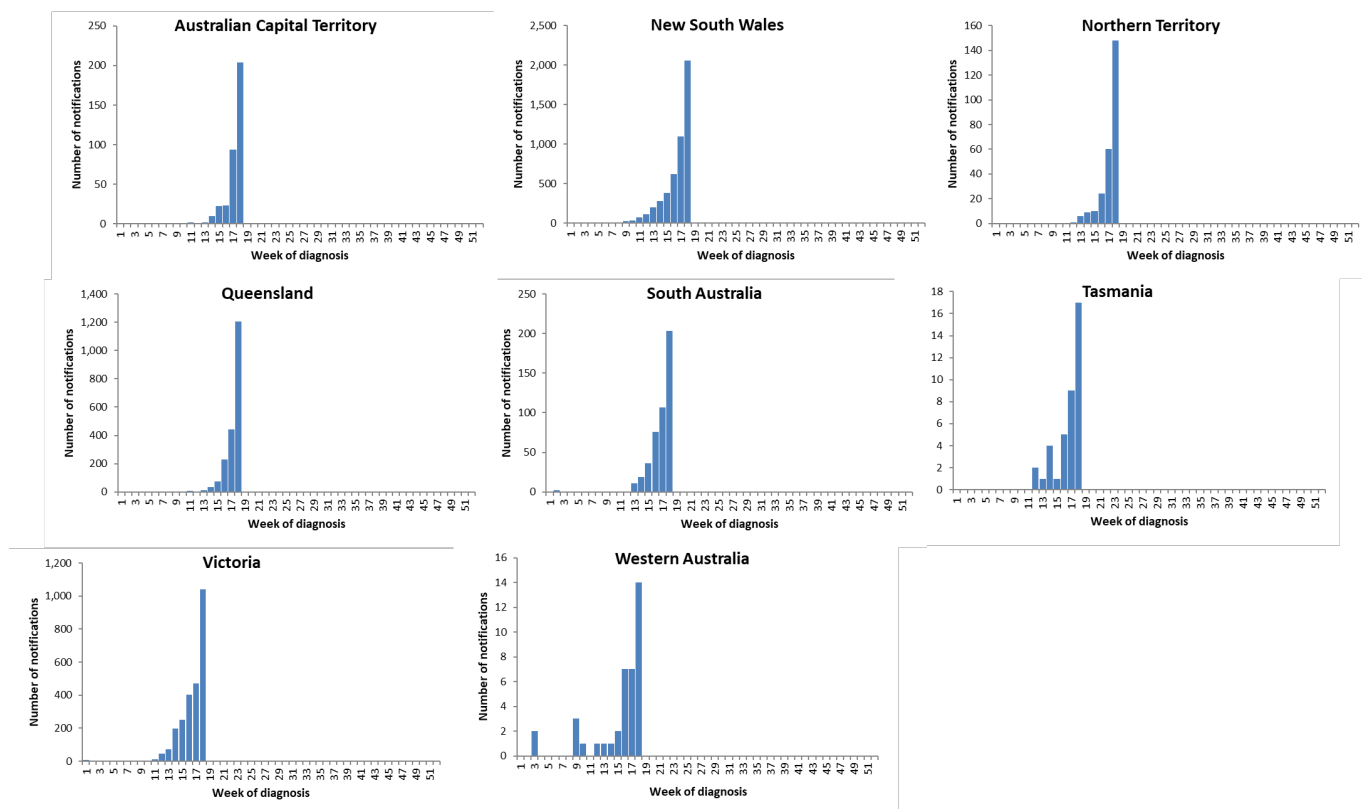 Australian Capital Territory
Number of notifications
250
200
150
100
50
0
1 3 5 7 9 11 13 15 17 19 21 23 25 27 29 31 33 35 37 39 41 43 45 47 49 51
Week of diagnosis
New South Wales
Number of notifications
2,500
2,000
1,500
1,000
500
0
1 3 5 7 9 11 13 15 17 19 21 23 25 27 29 31 33 35 37 39 41 43 45 47 49 51
Week of diagnosis
Northern Territory
Number of notifications
160
140
120
100
80
60
40
20
0
1 3 5 7 9 11 13 15 17 19 21 23 25 27 29 31 33 35 37 39 41 43 45 47 49 51
Week of diagnosis
Queensland
Number of notifications
1,400
1,200
1,000
800
600
400
200
0
1 3 5 7 9 11 13 15 17 19 21 23 25 27 29 31 33 35 37 39 41 43 45 47 49 51
Week of diagnosis
South Australia
Number of notifications
250
200
150
100
50
0
1 3 5 7 9 11 13 15 17 19 21 23 25 27 29 31 33 35 37 39 41 43 45 47 49 51
Week of diagnosis
Tasmania
Number of notifications
18
16
14
12
10
8
6
4
2
0
1 3 5 7 9 11 13 15 17 19 21 23 25 27 29 31 33 35 37 39 41 43 45 47 49 51
Week of diagnosis
Victoria
Number of notifications
1,200
1,000
800
600
400
200
0
1 3 5 7 9 11 13 15 17 19 21 23 25 27 29 31 33 35 37 39 41 43 45 47 49 51
Week of diagnosis
Western Australia
Number of notifications
16
14
12
10
8
6
4
2
0
1 3 5 7 9 11 13 15 17 19 21 23 25 27 29 31 33 35 37 39 41 43 45 47 49 51
Week of diagnosis